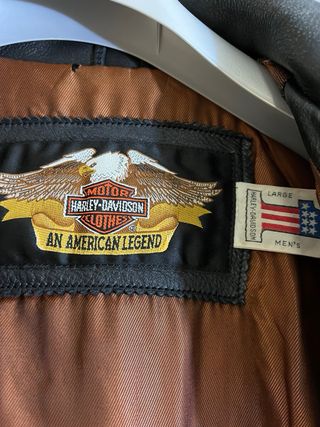 MOTOR
HARLEY-DAVIDSON
CLOTHES
®
AN AMERICAN LEGEND
LARGE
HARLEY-DAVIDSON
MEN'S